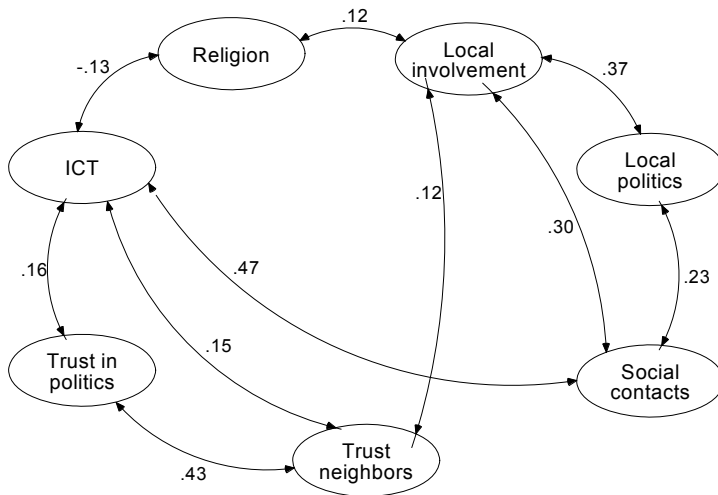 .12
Religion
Local
involvement
-.13
.37
ICT
Local
politics
.12
.30
.16
.47
.23
.15
Trust in
politics
Social
contacts
.43
Trust
neighbors